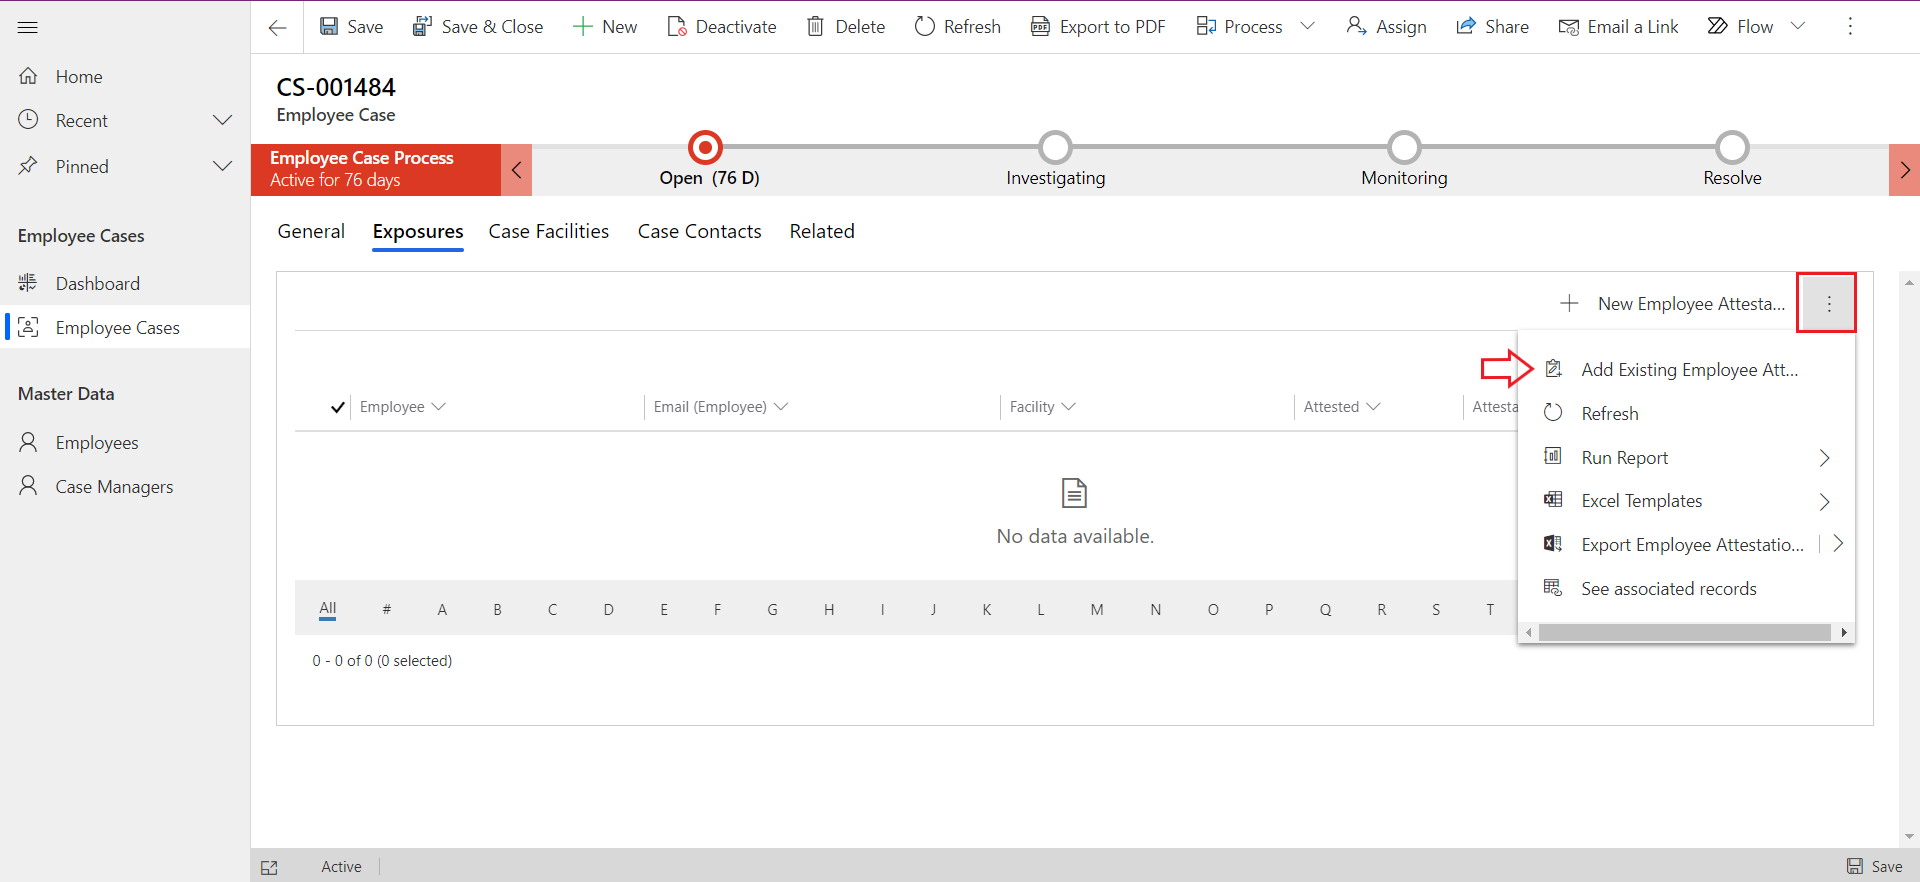 Save
Save & Close
New
Deactivate
Delete
Refresh
Export to PDF
Process
Assign
Share
Email a Link
Flow
Home
Recent
Pinned
Employee Cases
Dashboard
Employee Cases
Master Data
Employees
Case Managers
CS-001484
Employee Case
Employee Case Process
Active for 76 days
Open (76 D)
Investigating
Monitoring
Resolve
General
Exposures
Case Facilities
Case Contacts
Related
New Employee Attesta...
Add Existing Employee Att...
Refresh
Run Report
Excel Templates
Export Employee Attestatio...
See associated records
Employee
Email (Employee)
Facility
Attested
Attesta
No data available.
All # A B C D E F G H I J K L M N O P Q R S T
0 - 0 of 0 (0 selected)
Active
Save